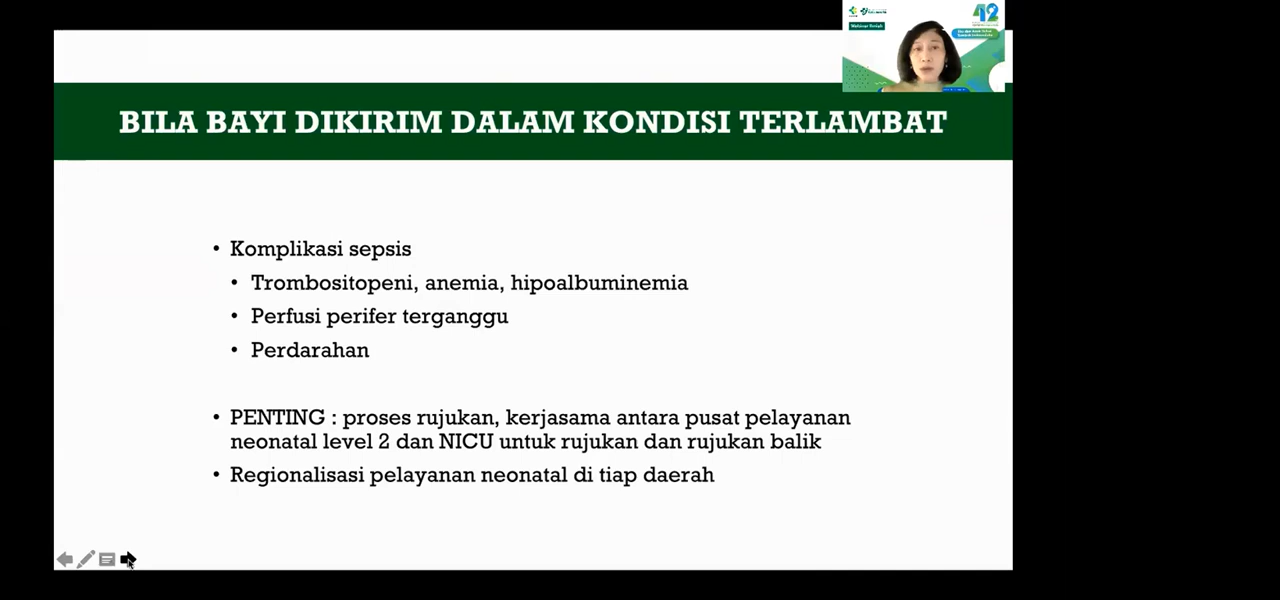 Webinar Ilmiah
42
BILA BAYI DIKIRIM DALAM KONDISI TERLAMBAT
• Komplikasi sepsis
• Trombositopeni, anemia, hipoalbuminemia
• Perfusi perifer terganggu
• Perdarahan
• PENTING : proses rujukan, kerjasama antara pusat pelayanan
neonatal level 2 dan NICU untuk rujukan dan rujukan balik
• Regionalisasi pelayanan neonatal di tiap daerah